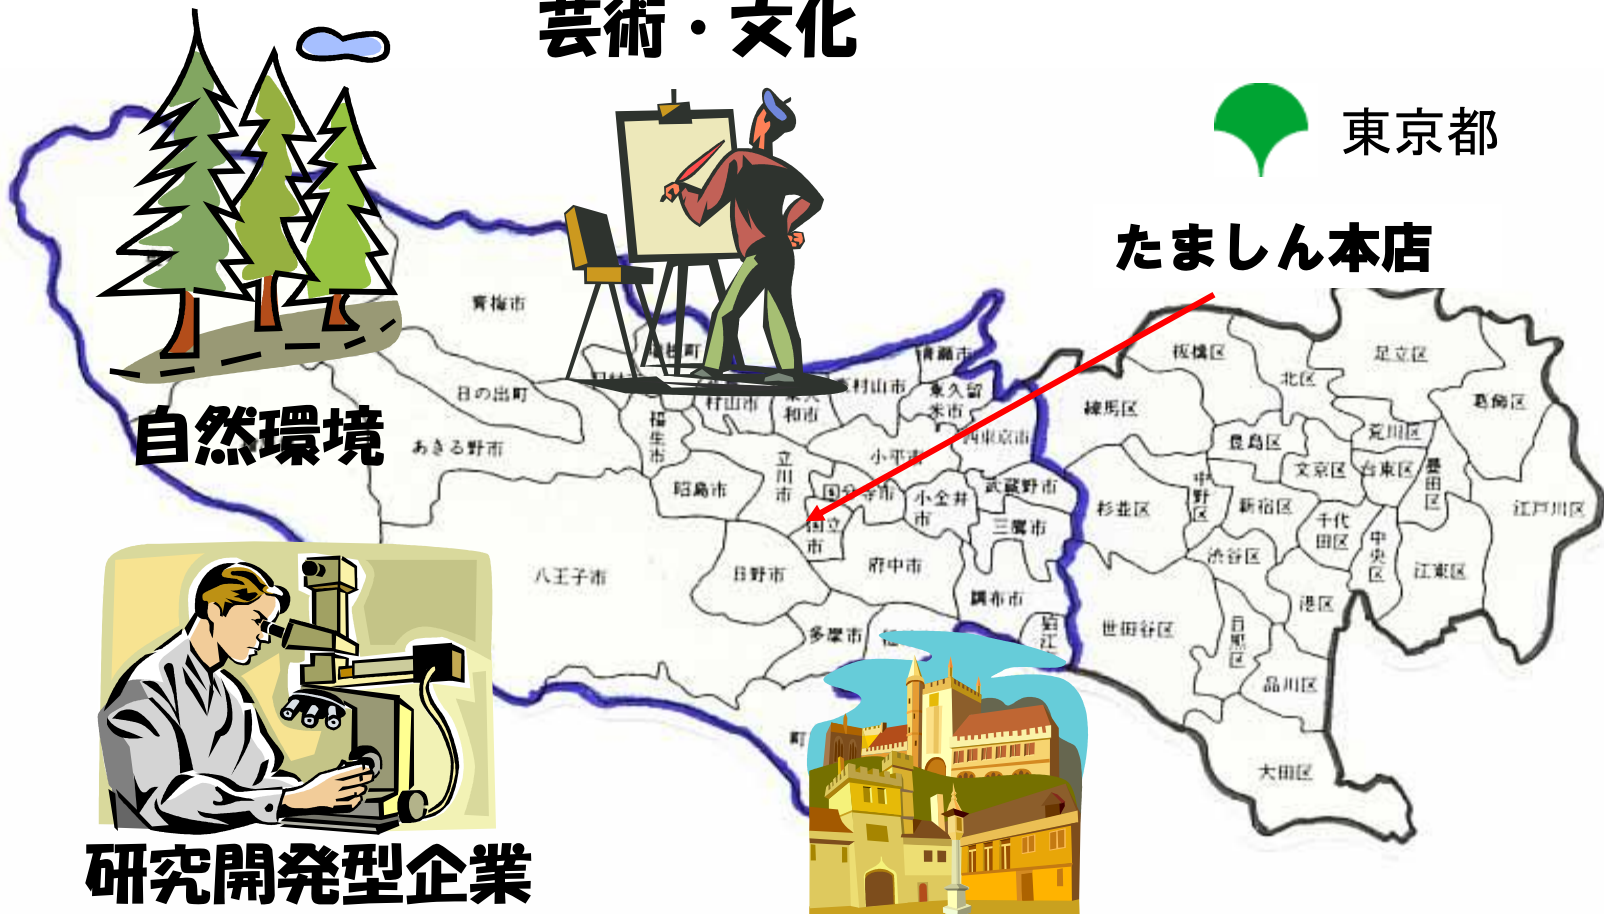 芸術・文化
東京都
たましん本店
青梅市
日の出町
あきる野市
自然環境
福生市
村山市
和市
村山市
清瀬市
東久留米市
西東京市
小平市
立川市
昭島市
国分寺市
小金井市
武蔵野市
三鷹市
国立市
府中市
日野市
八王子市
調布市
狛江
多摩市
町
板橋区
北区
足立区
葛飾区
練馬区
豊島区
荒川区
文京区
台東区
墨田区
中野区
杉並区
新宿区
千代田区
中央区
江戸川区
渋谷区
江東区
港区
世田谷区
目黒区
品川区
大田区
研究開発型企業